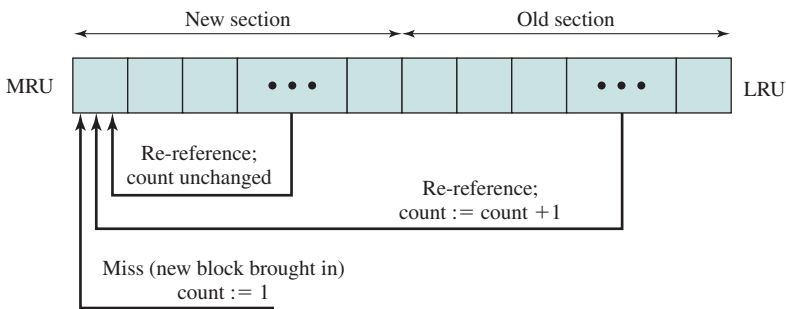 New section
Old section
MRU
• • •
• • •
LRU
Re-reference;
count unchanged
Re-reference;
count := count +1
Miss (new block brought in)
count := 1